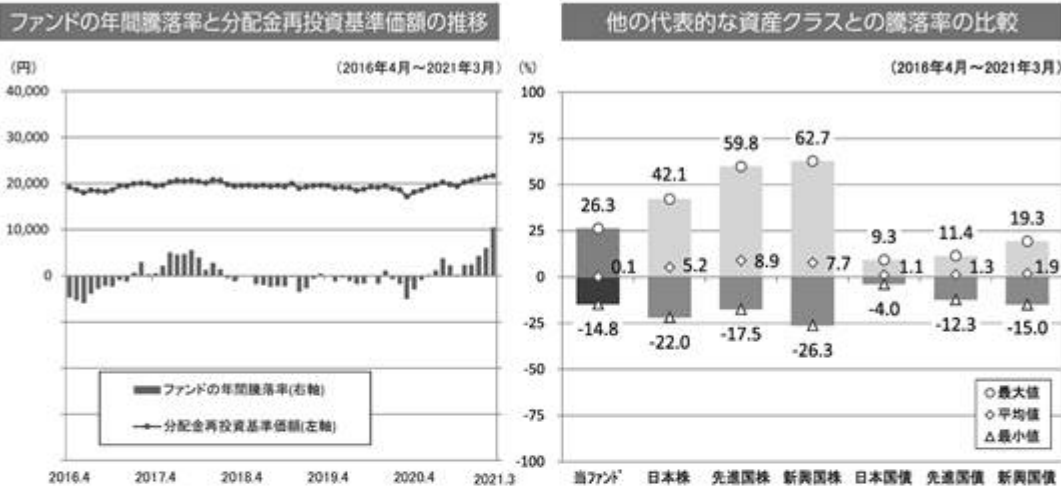 ファンドの年間騰落率と分配金再投資基準価額の推移
(円)
(2016年4月～2021年3月)
40,000
30,000
20,000
10,000
0
ファンドの年間騰落率(右軸)
分配金再投資基準価額(左軸)
2016.4 2017.4 2018.4 2019.4 2020.4 2021.3
他の代表的な資産クラスとの騰落率の比較
(%)
(2016年4月～2021年3月)
100
75
50
25
0
-25
-50
-75
-100
26.3 42.1 59.8 62.7 9.3 11.4 19.3
0.1 5.2 8.9 7.7 1.1 1.3 1.9
-14.8 -22.0 -17.5 -26.3 -4.0 -12.3 -15.0
最大値
平均値
最小値
当ファンド 日本株 先進国株 新興国株 日本国債 先進国債 新興国債